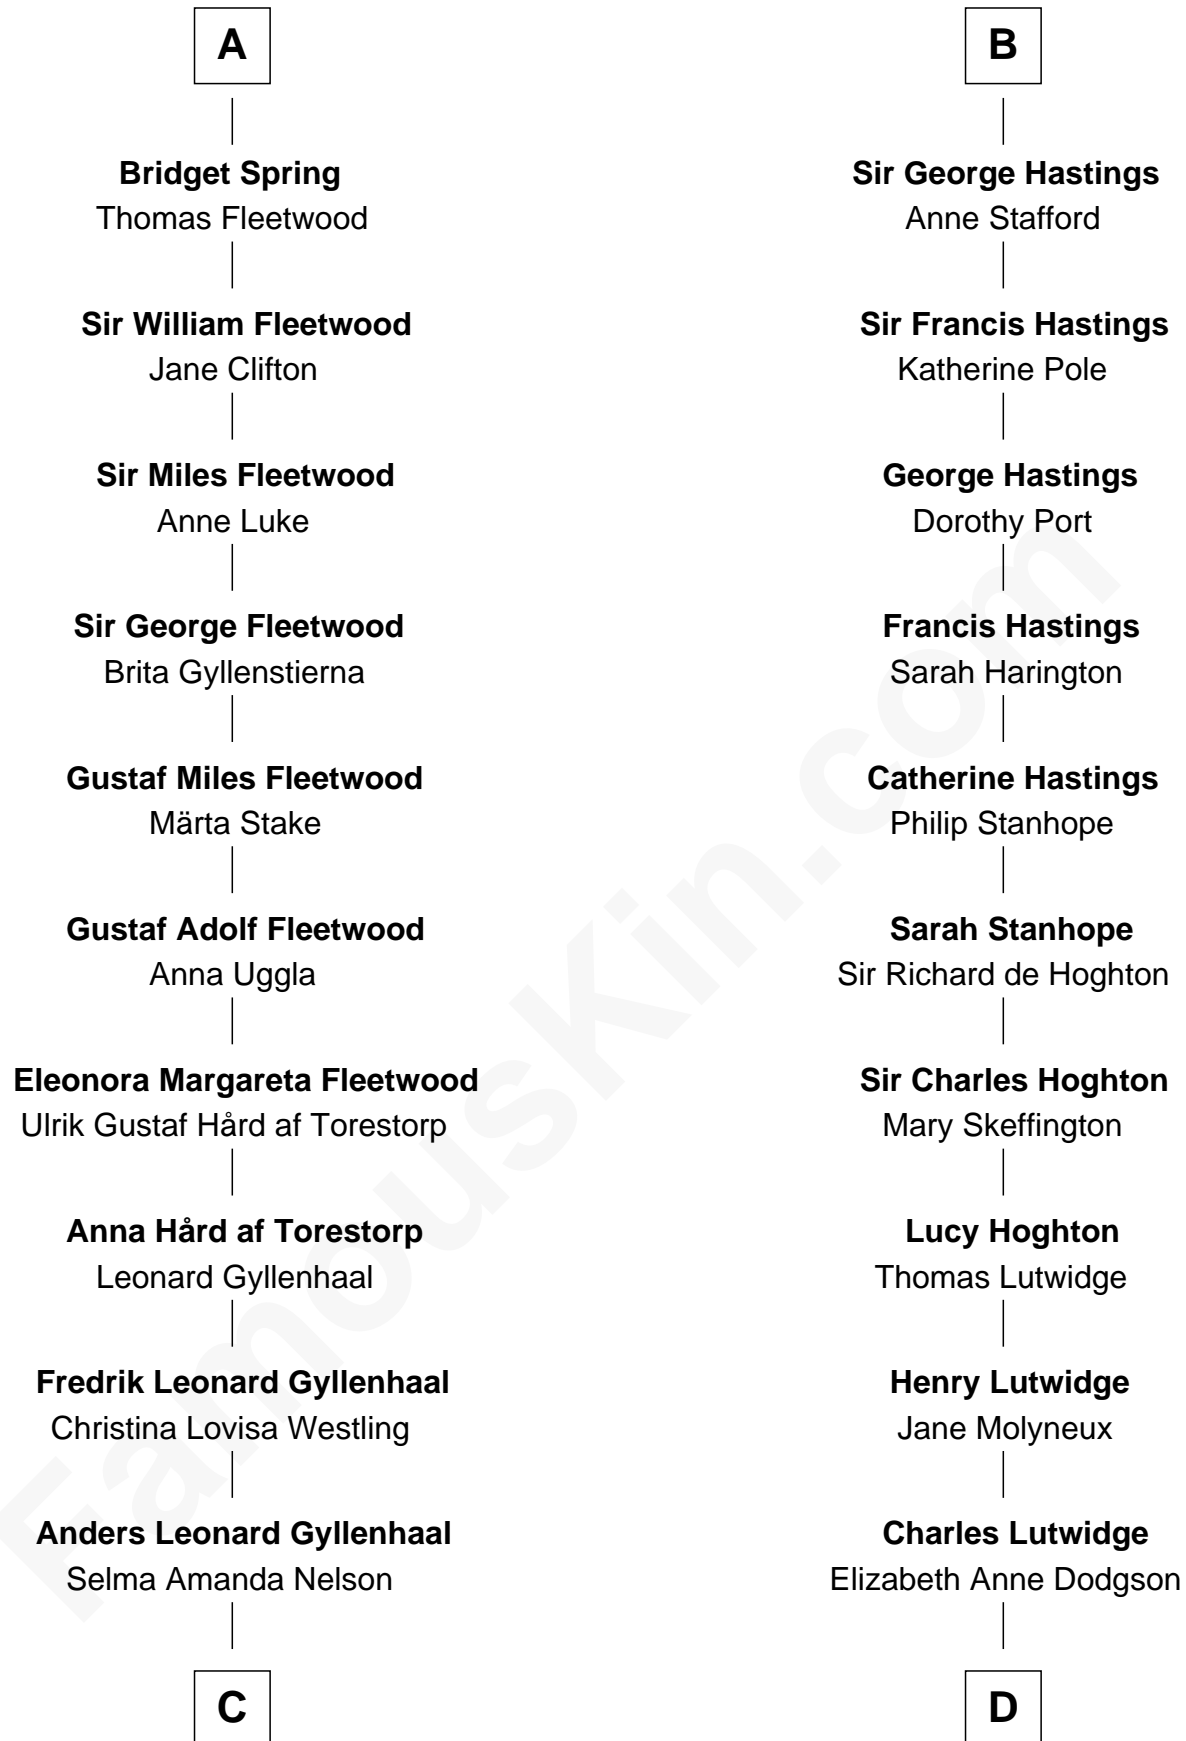 A
Bridget Spring
Thomas Fleetwood
Sir William Fleetwood
Jane Clifton
Sir Miles Fleetwood
Anne Luke
Sir George Fleetwood
Brita Gyllenstierna
Gustaf Miles Fleetwood
Märta Stake
Gustaf Adolf Fleetwood
Anna Uggla
Eleonora Margareta Fleetwood
Ulrik Gustaf Hård af Torestorp
Anna Hård af Torestorp
Leonard Gyllenhaal
Fredrik Leonard Gyllenhaal
Christina Lovisa Westling
Anders Leonard Gyllenhaal
Selma Amanda Nelson
C
B
Sir George Hastings
Anne Stafford
Sir Francis Hastings
Katherine Pole
George Hastings
Dorothy Port
Francis Hastings
Sarah Harington
Catherine Hastings
Philip Stanhope
Sarah Stanhope
Sir Richard de Hoghton
Sir Charles Hoghton
Mary Skeffington
Lucy Hoghton
Thomas Lutwidge
Henry Lutwidge
Jane Molyneux
Charles Lutwidge
Elizabeth Anne Dodgson
D
FamousKin.com